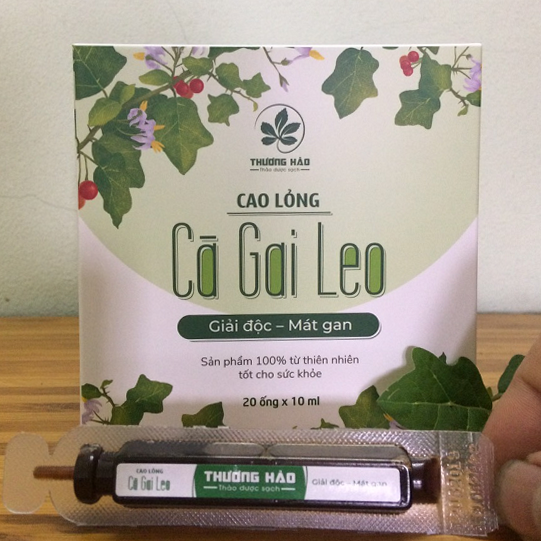 THƯƠNG HẢO
Thảo dược sạch
CAO LỎNG
Cà Gai Leo
Giải độc – Mát gan
Sản phẩm 100% từ thiên nhiên
tốt cho sức khỏe
20 ống x 10 ml
CAO LỎNG
Cà Gai Leo
THƯƠNG HẢO
Thảo dược sạch
Giải độc – Mát gan